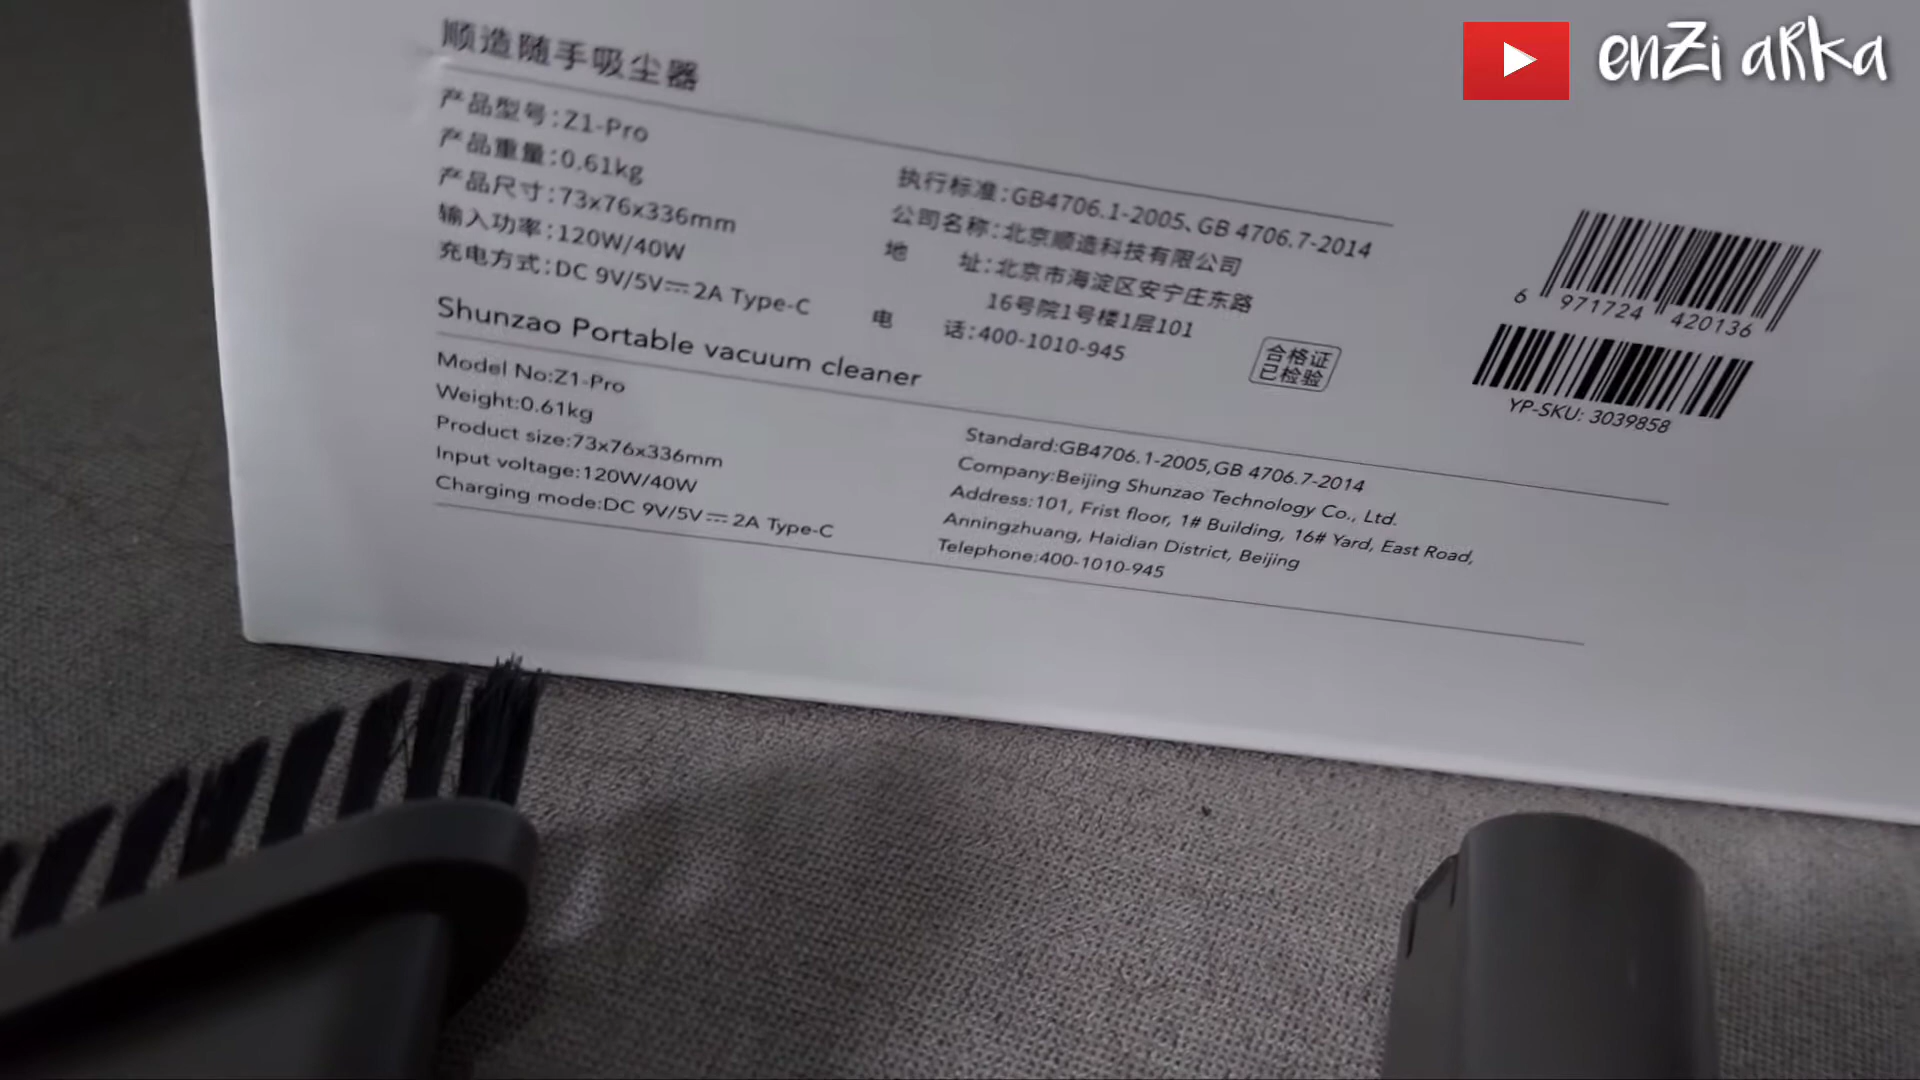 enzi arka
顺造随手吸尘器
产品型号:Z1-Pro
产品重量:0.61kg
产品尺寸:73x76x336mm
输入功率:120W/40W
充电方式:DC 9V/5V⎓2A Type-C
执行标准:GB4706.1-2005、GB 4706.7-2014
公司名称:北京顺造科技有限公司
地 址:北京市海淀区安宁庄东路
16号院1号楼1层101
电 话:400-1010-945
合格证
已检验
6 971724 420136
YP-SKU: 3039858
Shunzao Portable vacuum cleaner
Model No:Z1-Pro
Weight:0.61kg
Product size:73x76x336mm
Input voltage:120W/40W
Charging mode:DC 9V/5V⎓2A Type-C
Standard:GB4706.1-2005,GB 4706.7-2014
Company:Beijing Shunzao Technology Co., Ltd.
Address:101, Frist floor, 1# Building, 16# Yard, East Road,
Anningzhuang, Haidian District, Beijing
Telephone:400-1010-945